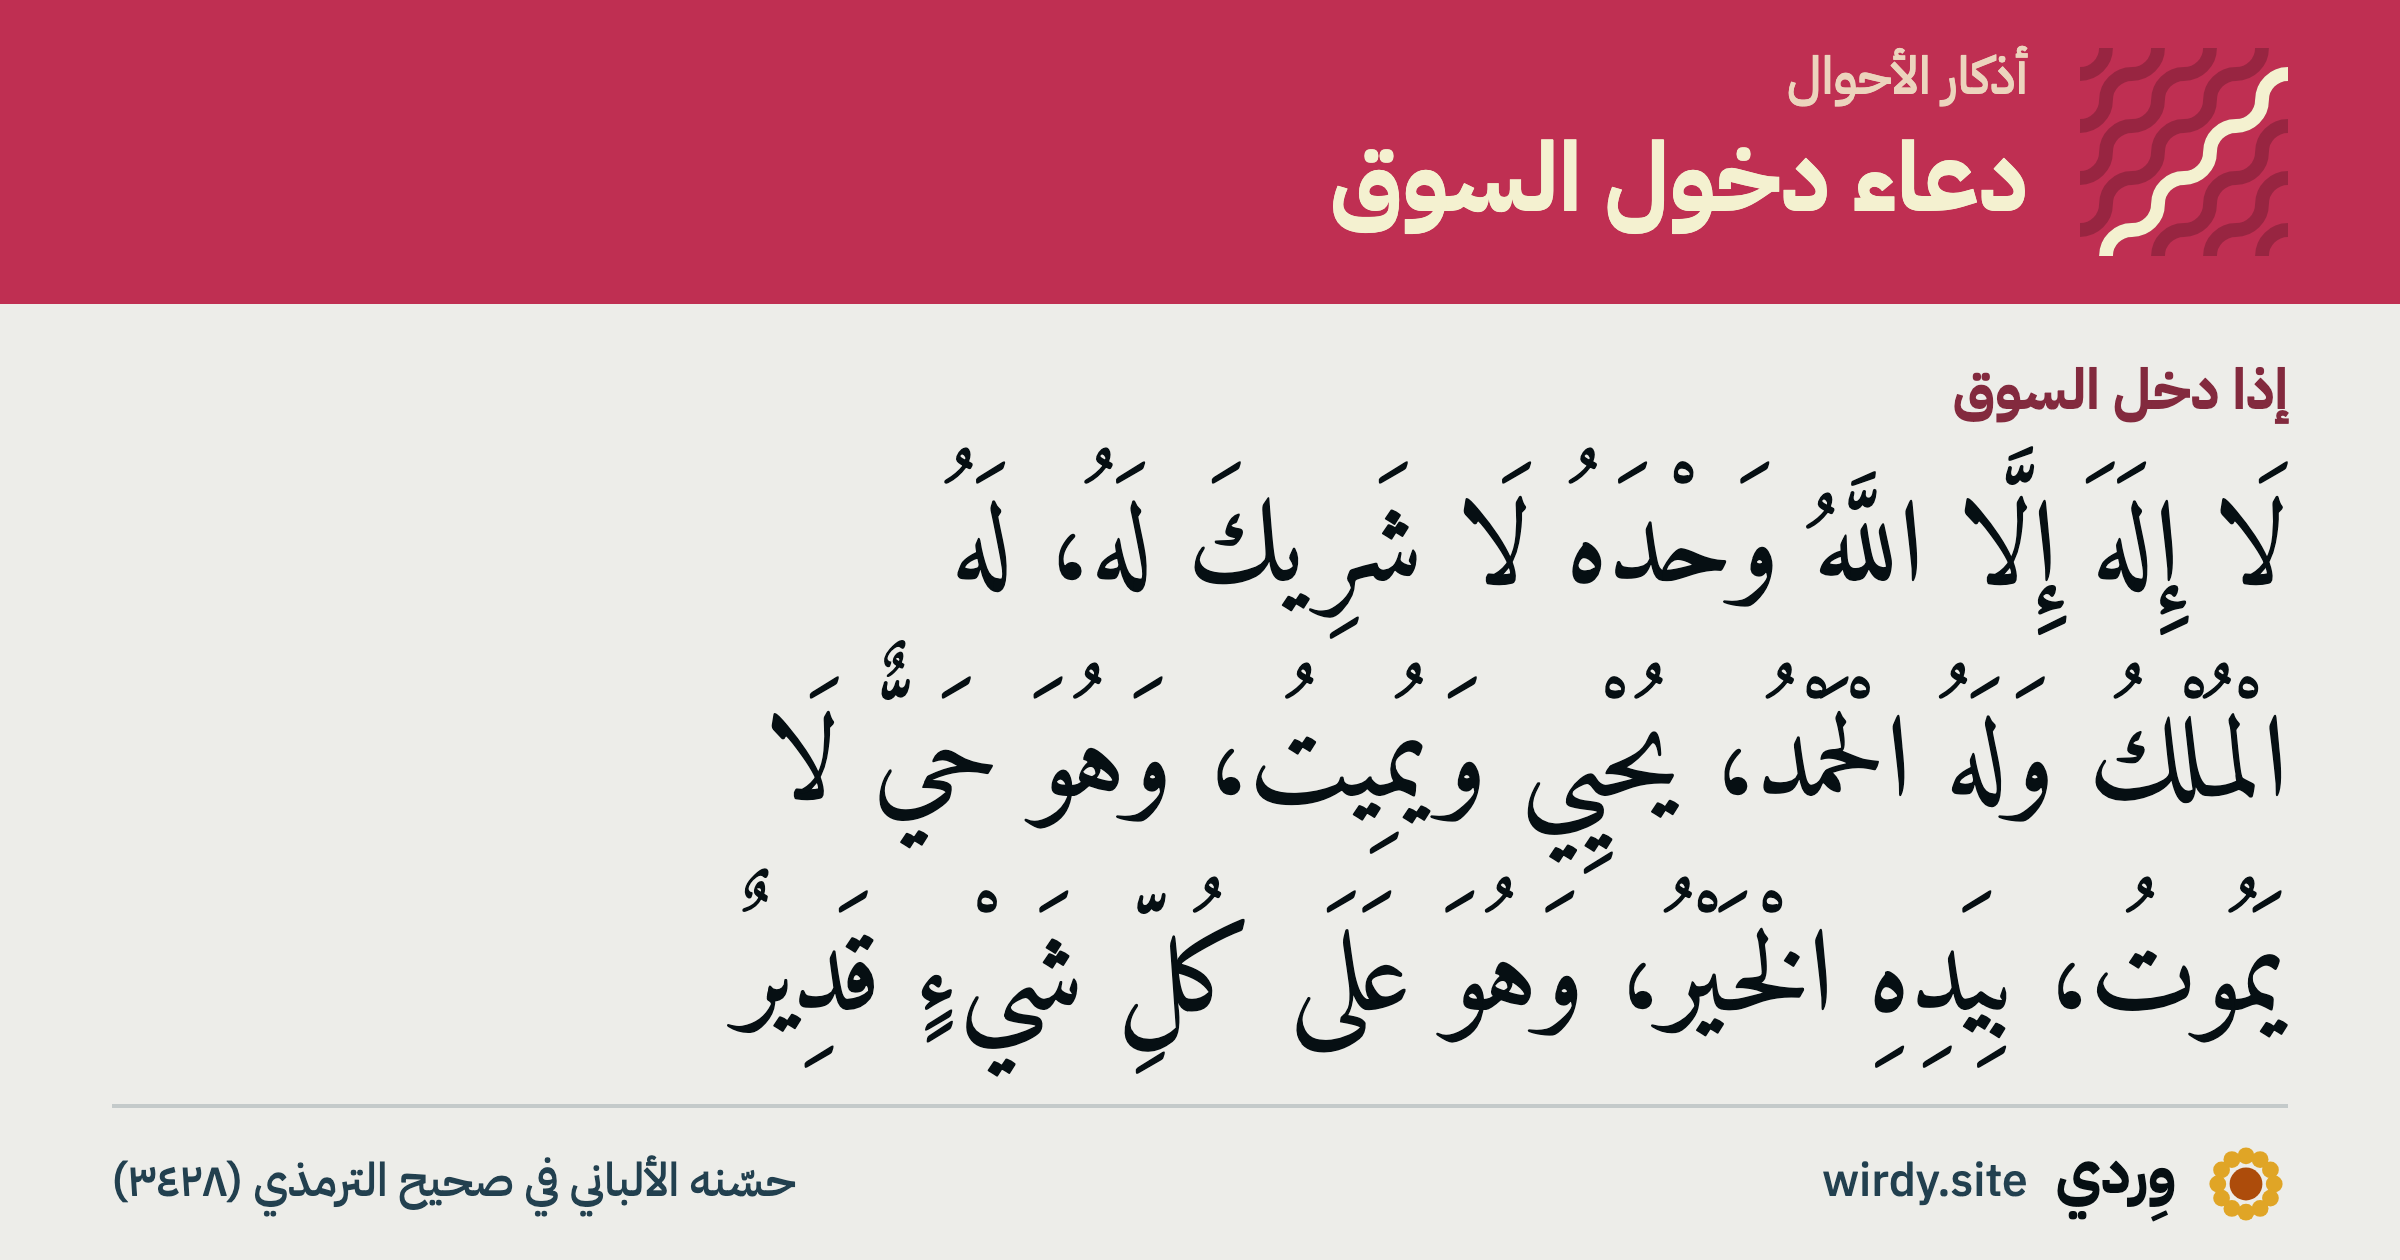 أذكار الأحوال
دعاء دخول السوق
إذا دخل السوق
لَا إِلَهَ إِلَّا اللَّهُ وَحْدَهُ لَا شَرِيكَ لَهُ، لَهُ
الْمُلْكُ وَلَهُ الْحَمْدُ، يُحْيِي وَيُمِيتُ، وَهُوَ حَيٌّ لَا
يَمُوتُ، بِيَدِهِ الْخَيْرُ، وَهُوَ عَلَى كُلِّ شَيْءٍ قَدِيرٌ
وِردي wirdy.site
حسّنه الألباني في صحيح الترمذي (٣٤٢٨)